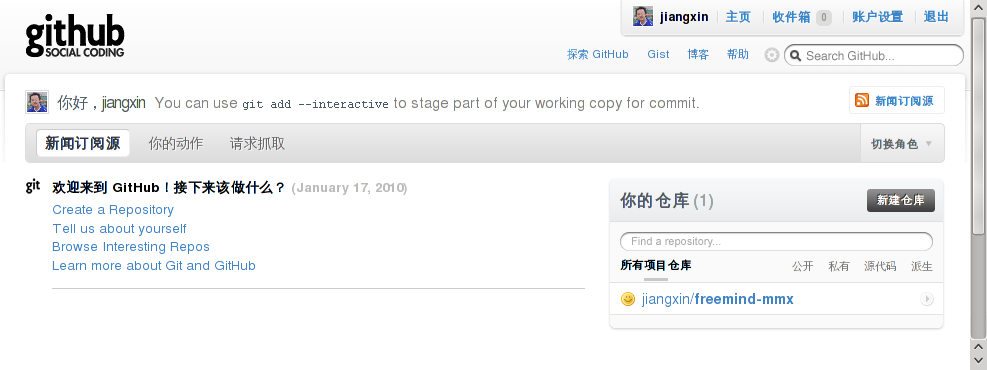 github
SOCIAL CODING
jiangxin 主页 收件箱 0 账户设置 退出
探索 GitHub Gist 博客 帮助 Search GitHub...
你好，jiangxin You can use git add --interactive to stage part of your working copy for commit.
新闻订阅源
新闻订阅源 你的动作 请求抓取 切换角色
git 欢迎来到 GitHub！接下来该做什么？ (January 17, 2010)
Create a Repository
Tell us about yourself
Browse Interesting Repos
Learn more about Git and GitHub
你的仓库 (1) 新建仓库
Find a repository...
所有项目仓库 公开 私有 源代码 派生
jiangxin/freemind-mmx